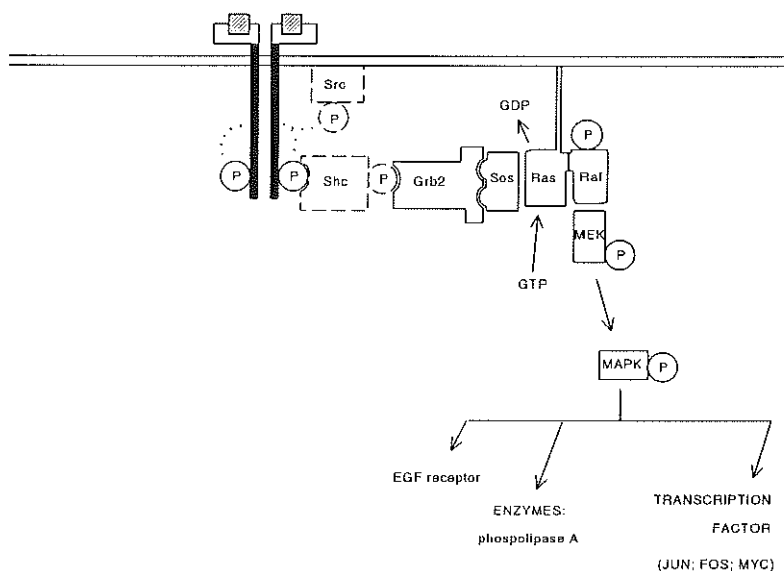 Src
P
GDP
P
P
P
Shc
P
Grb2
Sos
Ras
Raf
MEK
P
GTP
MAPK
P
EGF receptor
ENZYMES:
phospolipase A
TRANSCRIPTION
FACTOR
(JUN; FOS; MYC)